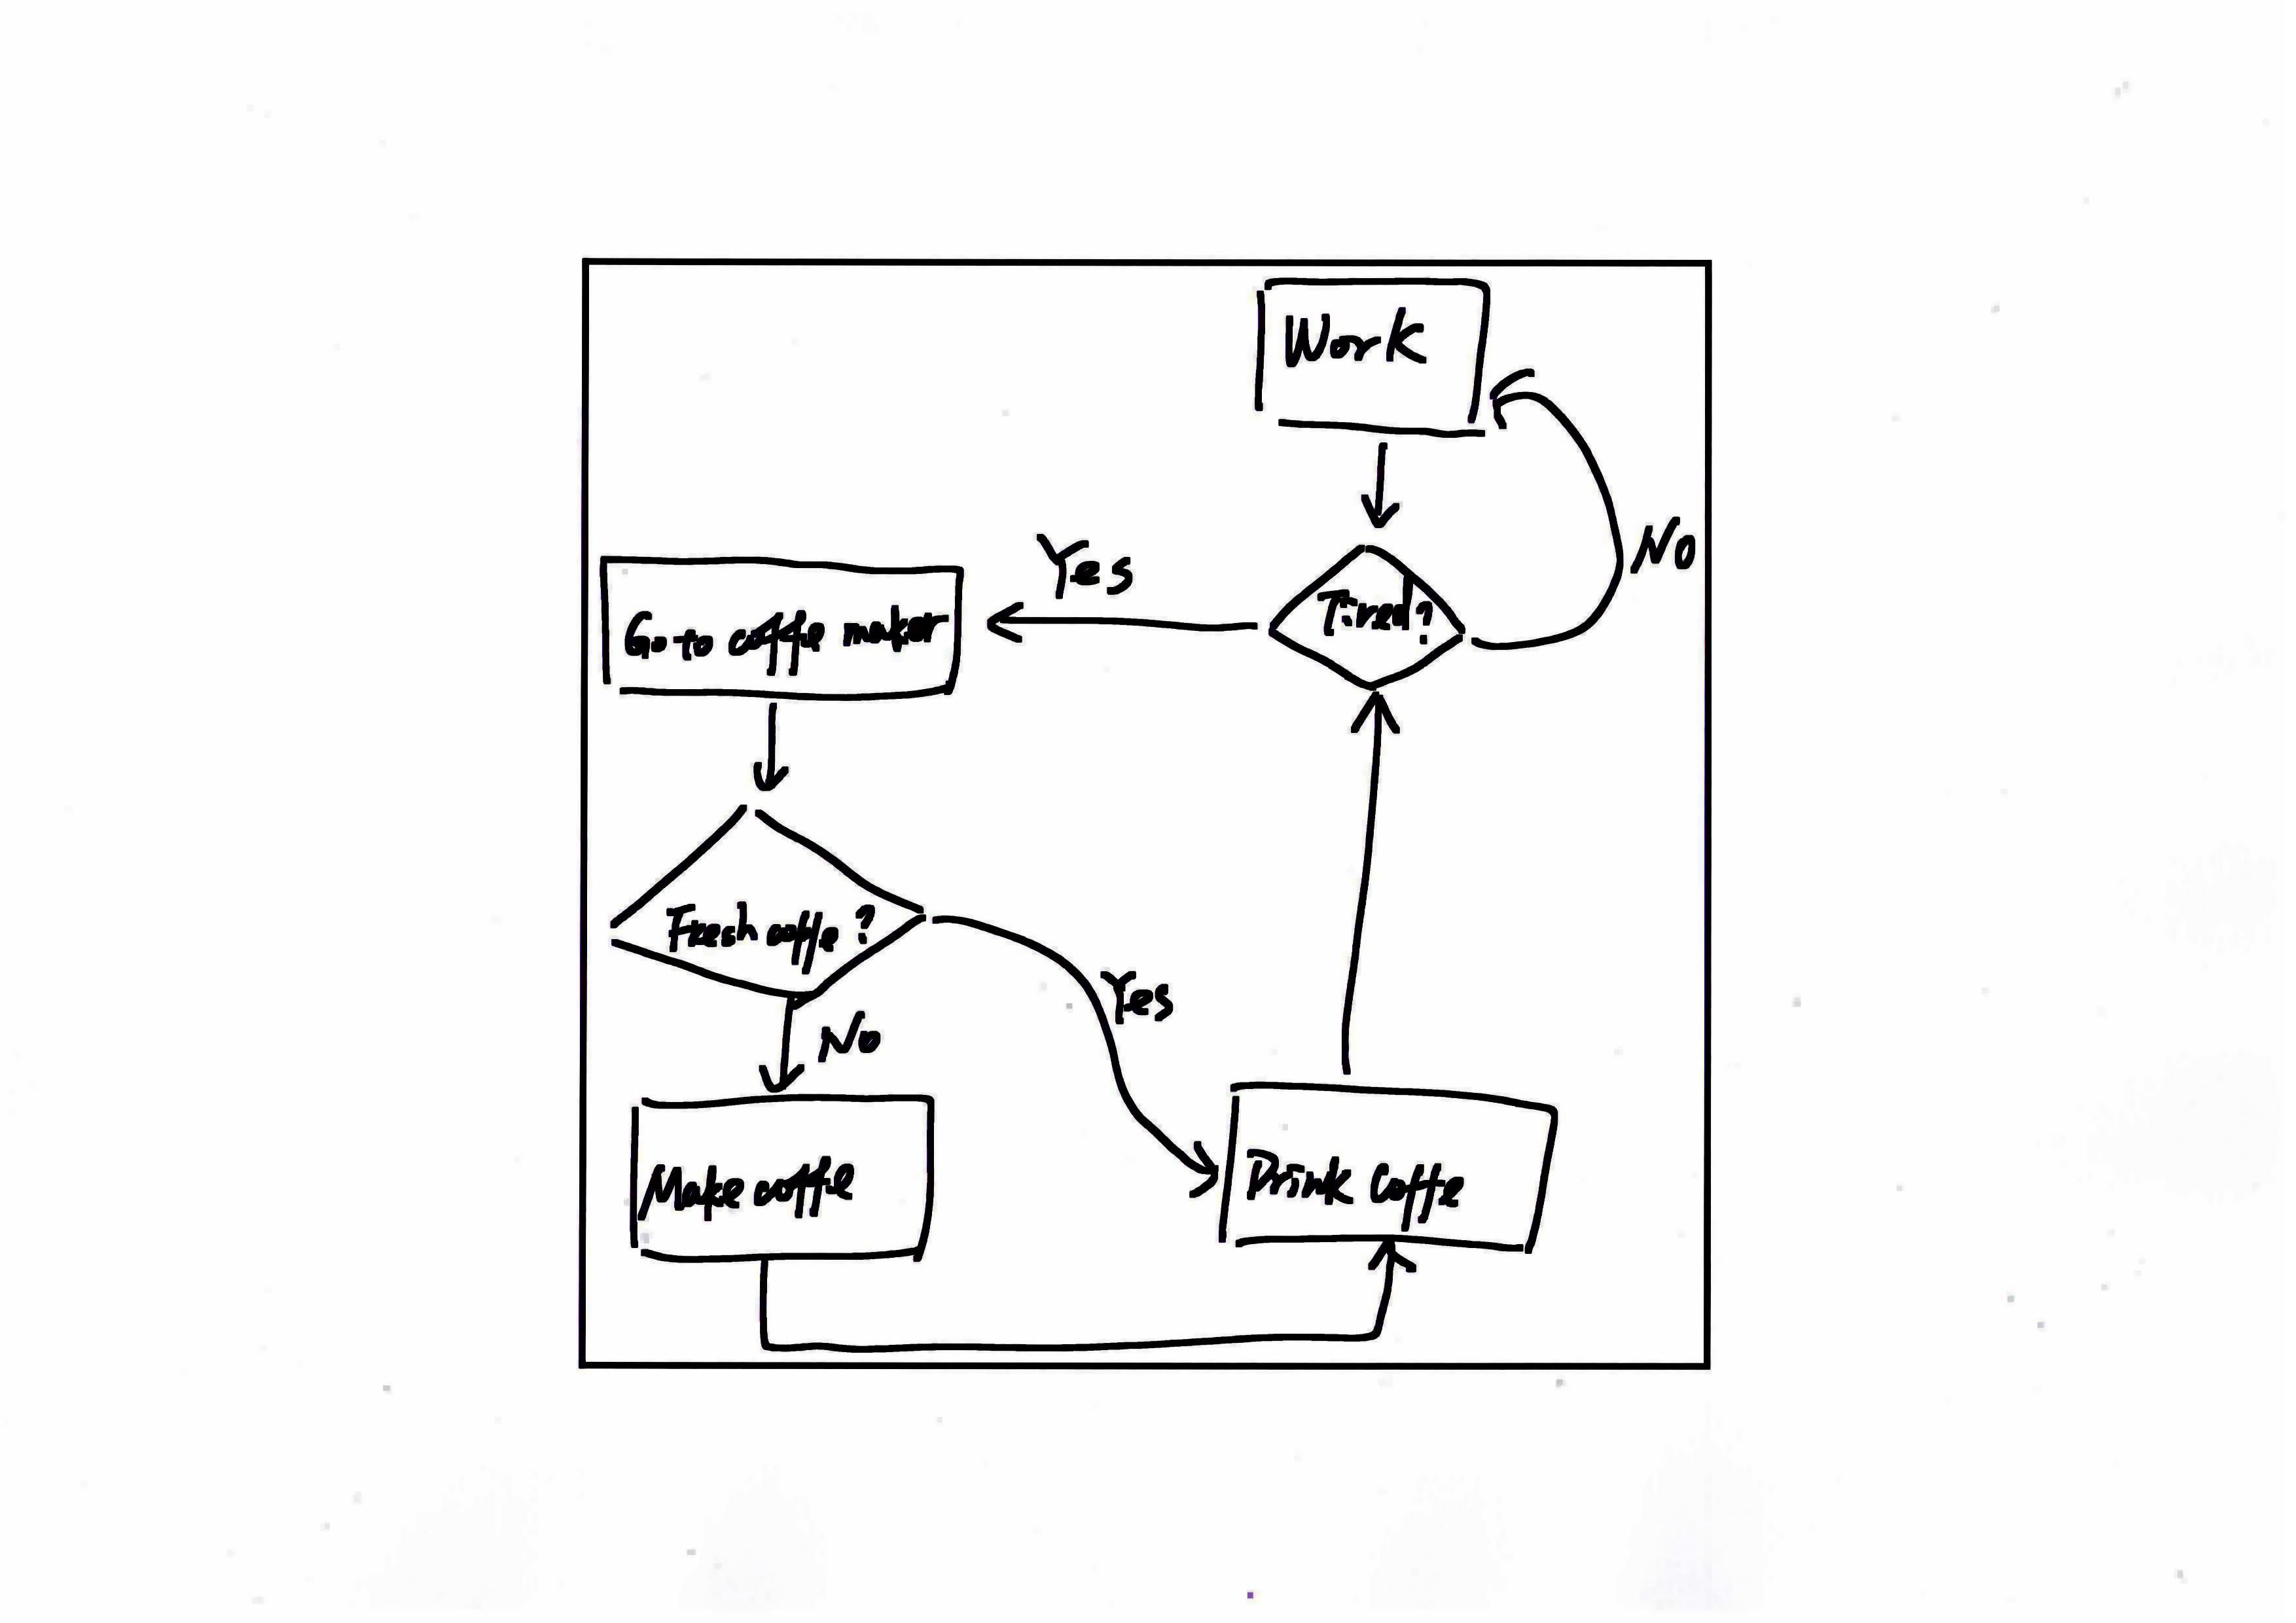 Work
No
Yes
Tired?
Go to coffe maker
Fresh coffe ?
Yes
No
Make coffe
Drink Coffe